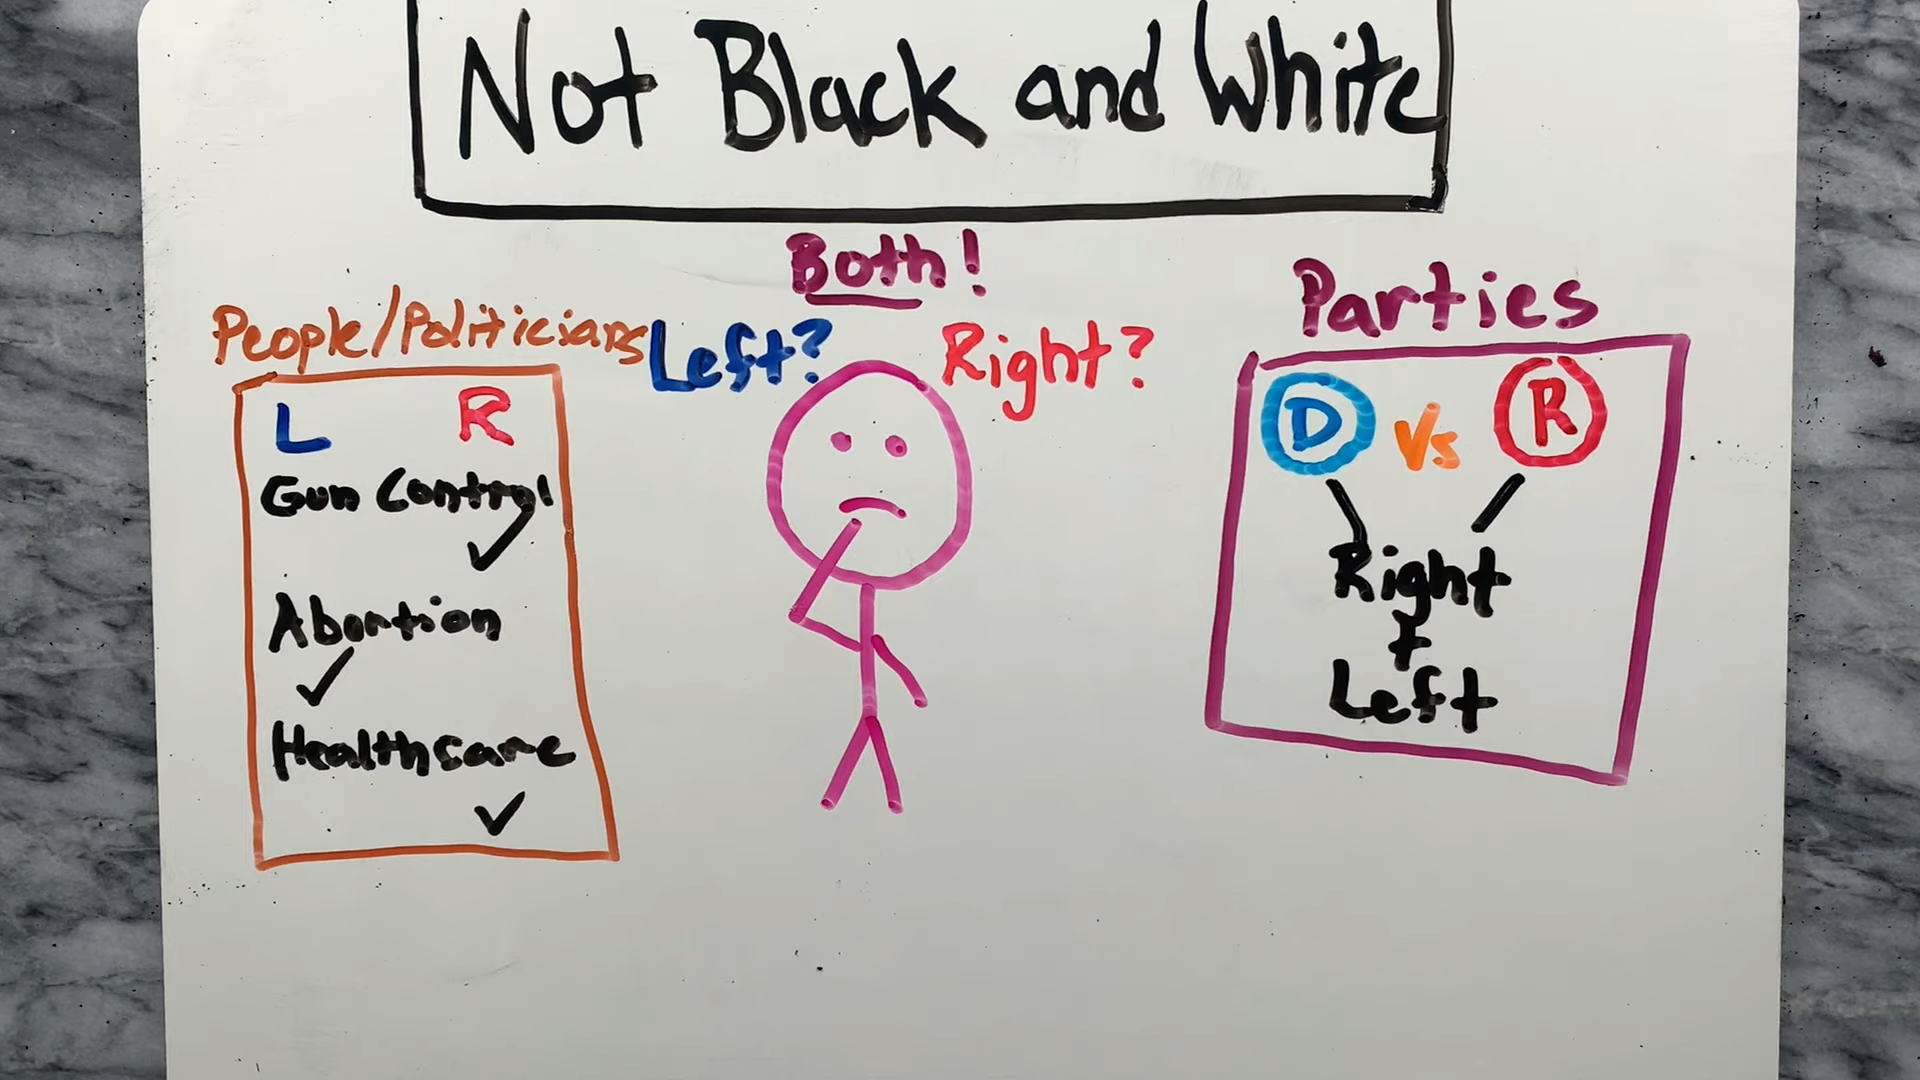 Not Black and White
Both!
Left? Right?
People/Politicians
L R
Gun Control
Abortion
Healthcare
Parties
D Vs R
Right
+
Left